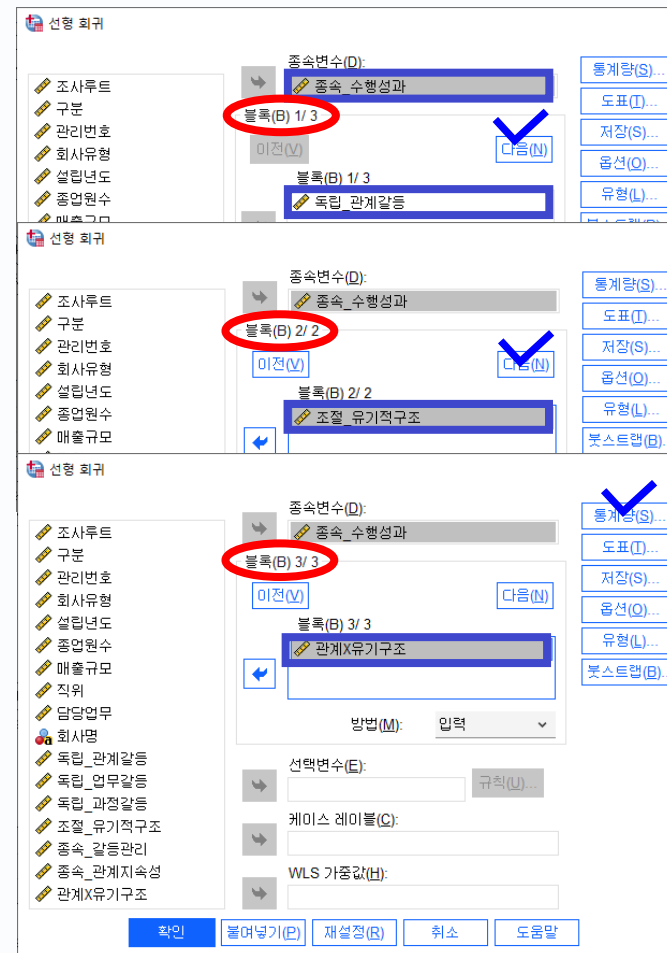 선형 회귀
종속변수(D):
종속_수행성과
통계량(S)...
조사루트
구분
관리번호
회사유형
설립년도
종업원수
매출규모
블록(B) 1/ 3
이전(V)
다음(N)
블록(B) 1/ 3
독립_관계갈등
도표(T)...
저장(S)...
옵션(O)...
유형(L)...
붓스트랩(B)...
선형 회귀
종속변수(D):
종속_수행성과
통계량(S)...
조사루트
구분
관리번호
회사유형
설립년도
종업원수
매출규모
블록(B) 2/ 2
이전(V)
다음(N)
블록(B) 2/ 2
조절_유기적구조
도표(T)...
저장(S)...
옵션(O)...
유형(L)...
붓스트랩(B)...
선형 회귀
종속변수(D):
종속_수행성과
통계량(S)...
조사루트
구분
관리번호
회사유형
설립년도
종업원수
매출규모
직위
담당업무
회사명
독립_관계갈등
독립_업무갈등
독립_과정갈등
조절_유기적구조
종속_갈등관리
종속_관계지속성
관계X유기구조
블록(B) 3/ 3
이전(V)
다음(N)
블록(B) 3/ 3
관계X유기구조
방법(M): 입력
선택변수(E):
규칙(U)...
케이스 레이블(C):
WLS 가중값(H):
도표(T)...
저장(S)...
옵션(O)...
유형(L)...
붓스트랩(B)...
확인 붙여넣기(P) 재설정(R) 취소 도움말